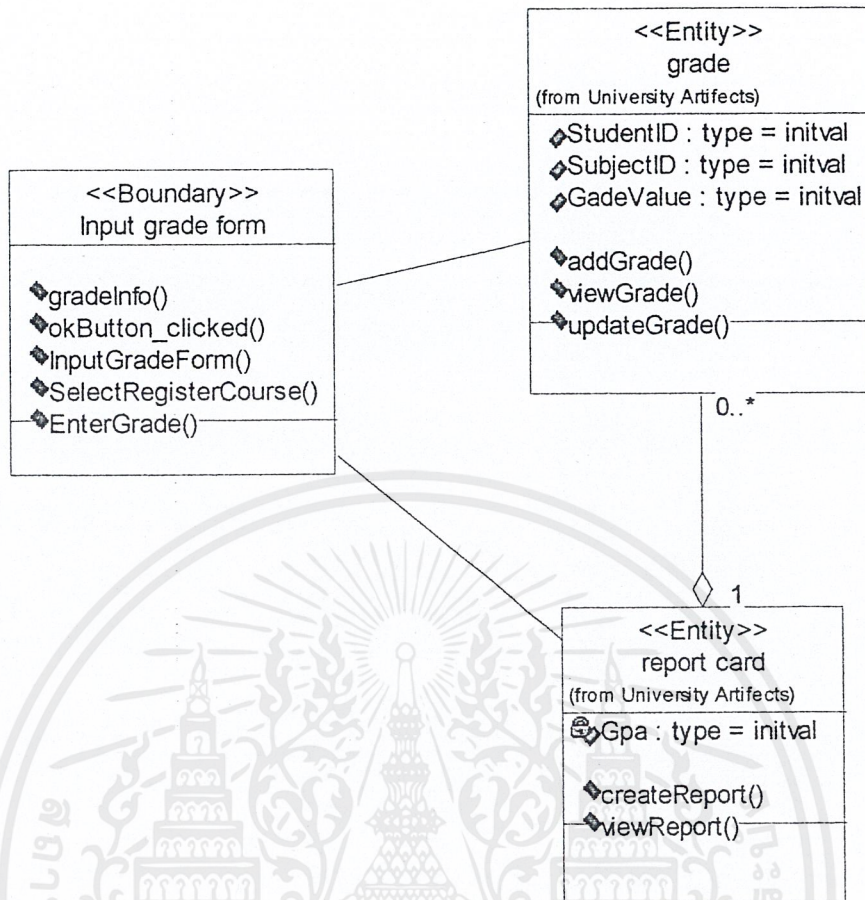 <<Entity>>
grade
(from University Artifects)
StudentID : type = initval
SubjectID : type = initval
GadeValue : type = initval
addGrade()
viewGrade()
updateGrade()
<<Boundary>>
Input grade form
gradeInfo()
okButton_clicked()
InputGradeForm()
SelectRegisterCourse()
EnterGrade()
0..*
1
<<Entity>>
report card
(from University Artifects)
Gpa : type = initval
createReport()
viewReport()